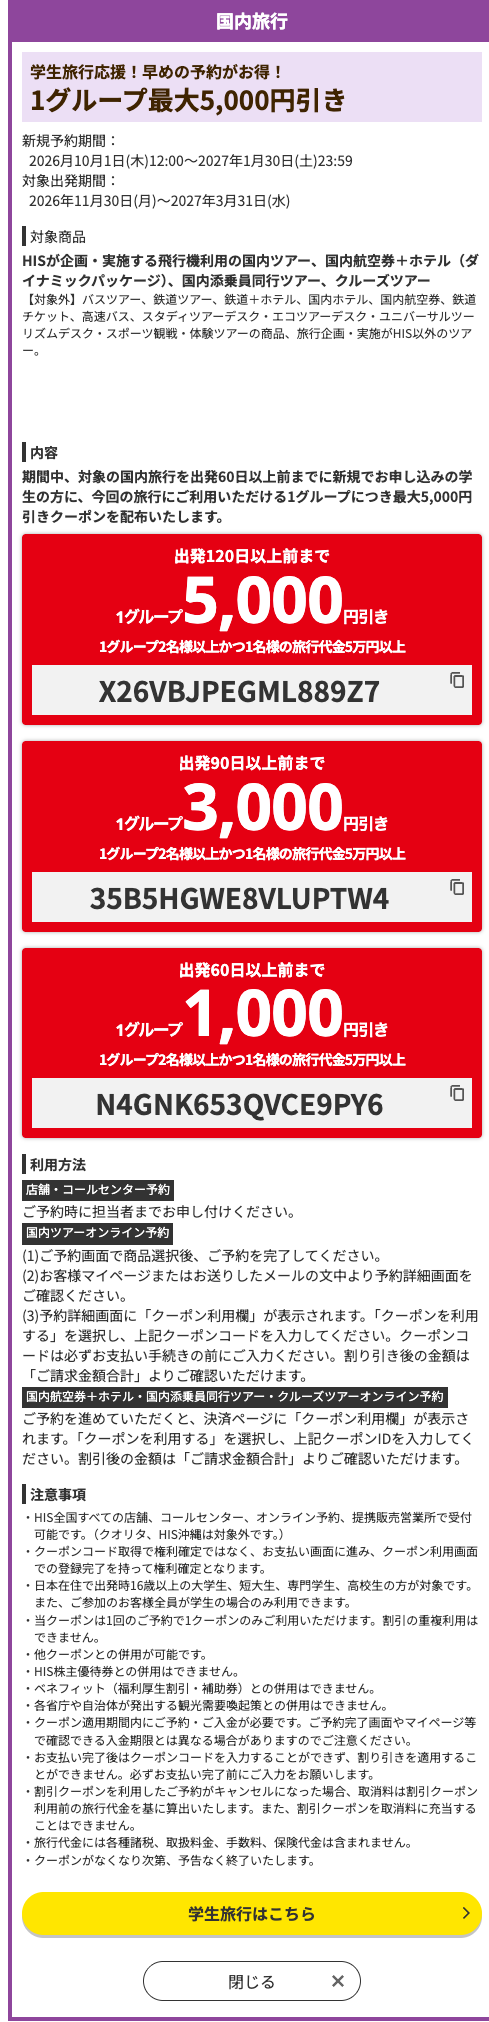 国内旅行
学生旅行応援！早めの予約がお得！
1グループ最大5,000円引き
新規予約期間：
2026月10月1日(木)12:00～2027年1月30日(土)23:59
対象出発期間：
2026年11月30日(月)～2027年3月31日(水)
対象商品
HISが企画・実施する飛行機利用の国内ツアー、国内航空券＋ホテル（ダ
イナミックパッケージ）、国内添乗員同行ツアー、クルーズツアー
【対象外】バスツアー、鉄道ツアー、鉄道＋ホテル、国内ホテル、国内航空券、鉄道
チケット、高速バス、スタディツアーデスク・エコツアーデスク・ユニバーサルツー
リズムデスク・スポーツ観戦・体験ツアーの商品、旅行企画・実施がHIS以外のツア
ー。
内容
期間中、対象の国内旅行を出発60日以上前までに新規でお申し込みの学
生の方に、今回の旅行にご利用いただける1グループにつき最大5,000円
引きクーポンを配布いたします。
出発120日以上前まで
1グループ5,000円引き
1グループ2名様以上かつ1名様の旅行代金5万円以上
X26VBJPEGML889Z7
出発90日以上前まで
1グループ3,000円引き
1グループ2名様以上かつ1名様の旅行代金5万円以上
35B5HGWE8VLUPTW4
出発60日以上前まで
1グループ1,000円引き
1グループ2名様以上かつ1名様の旅行代金5万円以上
N4GNK653QVCE9PY6
利用方法
店舗・コールセンター予約
ご予約時に担当者までお申し付けください。
国内ツアーオンライン予約
(1)ご予約画面で商品選択後、ご予約を完了してください。
(2)お客様マイページまたはお送りしたメールの文中より予約詳細画面を
ご確認ください。
(3)予約詳細画面に「クーポン利用欄」が表示されます。「クーポンを利用
する」を選択し、上記クーポンコードを入力してください。クーポンコ
ードは必ずお支払い手続きの前にご入力ください。割り引き後の金額は
「ご請求金額合計」よりご確認いただけます。
国内航空券＋ホテル・国内添乗員同行ツアー・クルーズツアーオンライン予約
ご予約を進めていただくと、決済ページに「クーポン利用欄」が表示さ
れます。「クーポンを利用する」を選択し、上記クーポンIDを入力してく
ださい。割引後の金額は「ご請求金額合計」よりご確認いただけます。
注意事項
・HIS全国すべての店舗、コールセンター、オンライン予約、提携販売営業所で受付
可能です。（クオリタ、HIS沖縄は対象外です。）
・クーポンコード取得で権利確定ではなく、お支払い画面に進み、クーポン利用画面
での登録完了を持って権利確定となります。
・日本在住で出発時16歳以上の大学生、短大生、専門学生、高校生の方が対象です。
また、ご参加のお客様全員が学生の場合のみ利用できます。
・当クーポンは1回のご予約で1クーポンのみご利用いただけます。割引の重複利用は
できません。
・他クーポンとの併用が可能です。
・HIS株主優待券との併用はできません。
・ベネフィット（福利厚生割引・補助券）との併用はできません。
・各省庁や自治体が発出する観光需要喚起策との併用はできません。
・クーポン適用期間内にご予約・ご入金が必要です。ご予約完了画面やマイページ等
で確認できる入金期限とは異なる場合がありますのでご注意ください。
・お支払い完了後はクーポンコードを入力することができず、割り引きを適用するこ
とができません。必ずお支払い完了前にご入力をお願いします。
・割引クーポンを利用したご予約がキャンセルになった場合、取消料は割引クーポン
利用前の旅行代金を基に算出いたします。また、割引クーポンを取消料に充当する
ことはできません。
・旅行代金には各種諸税、取扱料金、手数料、保険代金は含まれません。
・クーポンがなくなり次第、予告なく終了いたします。
学生旅行はこちら
閉じる